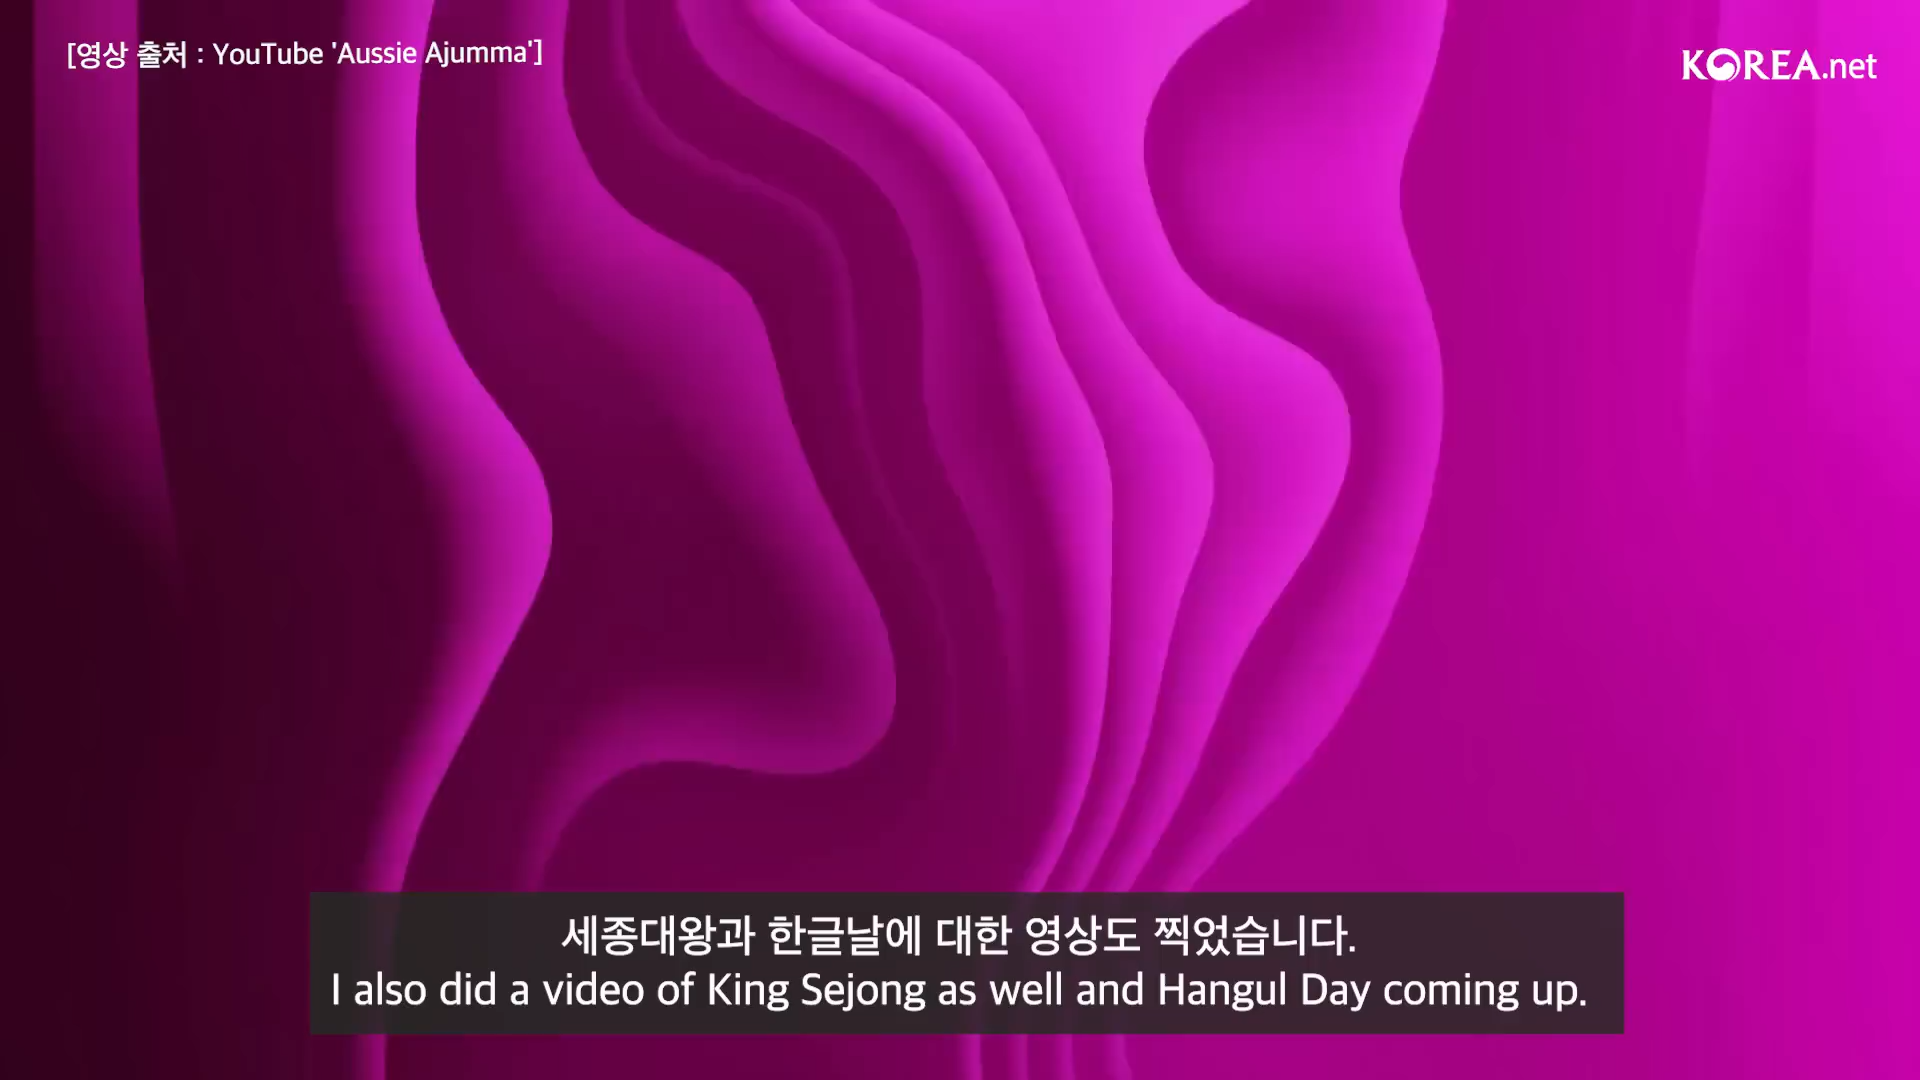 [영상 출처 : YouTube 'Aussie Ajumma']
KOREA.net
세종대왕과 한글날에 대한 영상도 찍었습니다.
I also did a video of King Sejong as well and Hangul Day coming up.